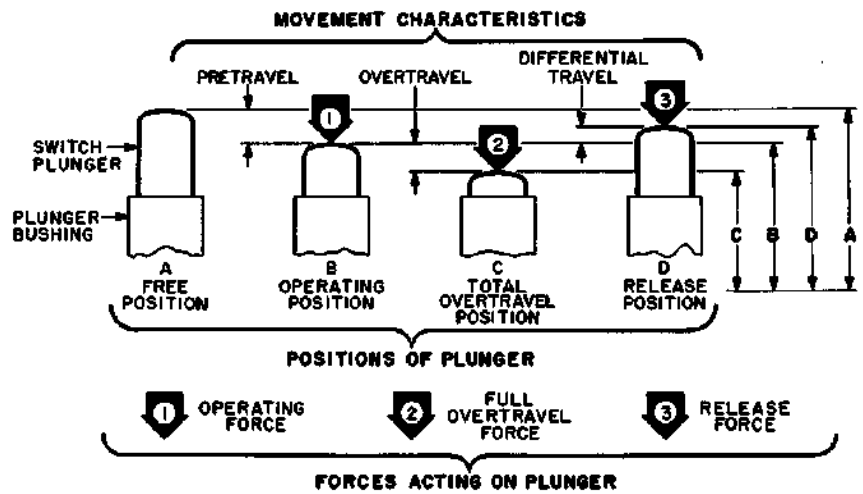 MOVEMENT CHARACTERISTICS
PRETRAVEL
OVERTRAVEL
DIFFERENTIAL
TRAVEL
1
2
3
SWITCH
PLUNGER
PLUNGER
BUSHING
C
B
D
A
A
FREE
POSITION
B
OPERATING
POSITION
C
TOTAL
OVERTRAVEL
POSITION
D
RELEASE
POSITION
POSITIONS OF PLUNGER
1 OPERATING
FORCE
2 FULL
OVERTRAVEL
FORCE
3 RELEASE
FORCE
FORCES ACTING ON PLUNGER